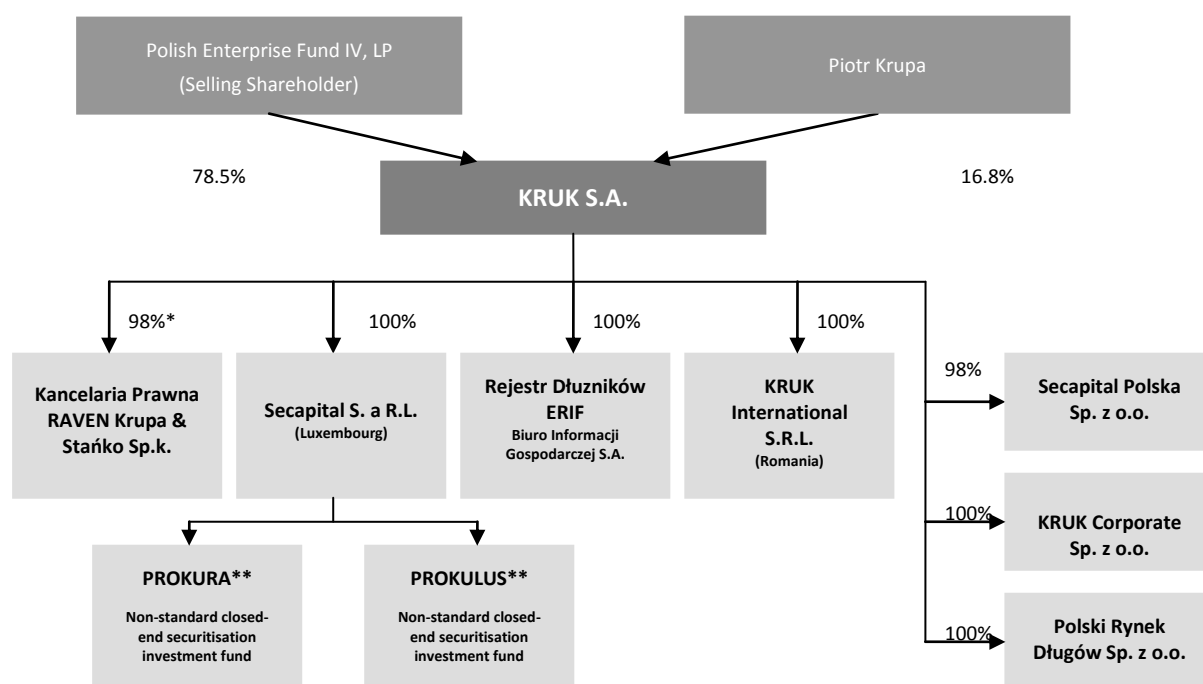 Polish Enterprise Fund IV, LP
(Selling Shareholder)
Piotr Krupa
78.5%
16.8%
KRUK S.A.
98%*
100%
100%
100%
98%
Kancelaria Prawna
RAVEN Krupa &
Stańko Sp.k.
Secapital S. a R.L.
(Luxembourg)
Rejestr Dłuzników
ERIF
Biuro Informacji
Gospodarczej S.A.
KRUK
International
S.R.L.
(Romania)
Secapital Polska
Sp. z o.o.
100%
KRUK Corporate
Sp. z o.o.
PROKURA**
Non-standard closed-
end securitisation
investment fund
PROKULUS**
Non-standard closed-
end securitisation
investment fund
100%
Polski Rynek
Długów Sp. z o.o.